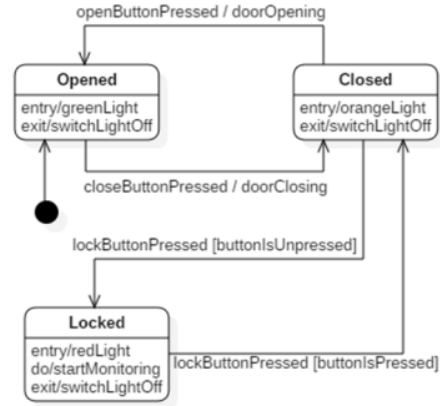 openButtonPressed / doorOpening
Opened
entry/greenLight
exit/switchLightOff
Closed
entry/orangeLight
exit/switchLightOff
closeButtonPressed / doorClosing
lockButtonPressed [buttonIsUnpressed]
Locked
entry/redLight
do/startMonitoring
exit/switchLightOff
lockButtonPressed [buttonIsPressed]